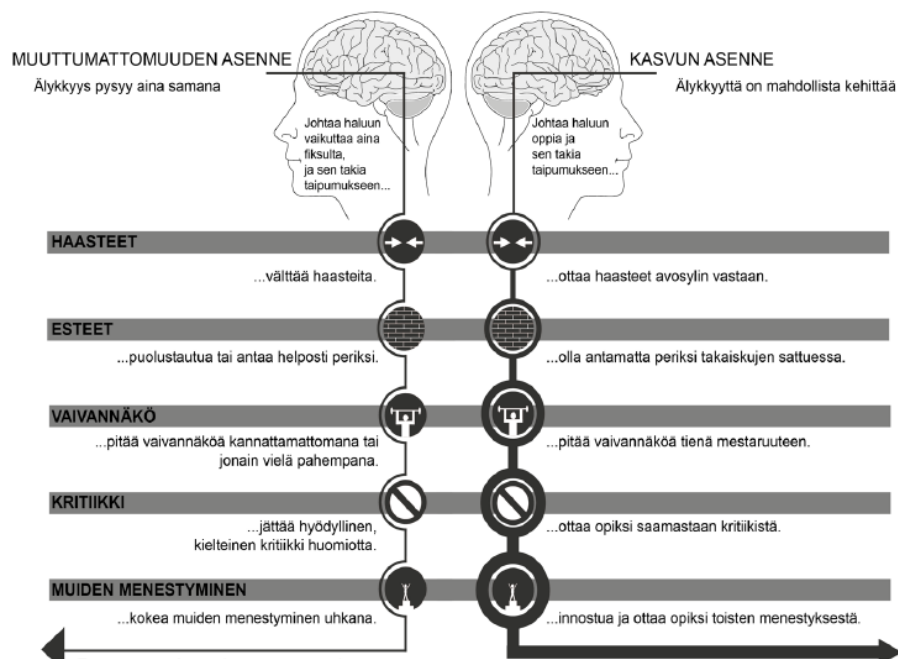 MUUTTUMATTOMUUDEN ASENNE
Älykkyys pysyy aina samana
KASVUN ASENNE
Älykkyyttä on mahdollista kehittää
Johtaa haluun
vaikuttaa aina
fiksulta,
ja sen takia
taipumukseen...
Johtaa haluun
oppia ja
sen takia
taipumukseen...
HAASTEET
...välttää haasteita.
...ottaa haasteet avosylin vastaan.
ESTEET
...puolustautua tai antaa helposti periksi.
...olla antamatta periksi takaiskujen sattuessa.
VAIVANNÄKÖ
...pitää vaivannäköä kannattamattomana tai
jonain vielä pahempana.
...pitää vaivannäköä tienä mestaruuteen.
KRITIIKKI
...jättää hyödyllinen,
kielteinen kritiikki huomiotta.
...ottaa opiksi saamastaan kritiikistä.
MUIDEN MENESTYMINEN
...kokea muiden menestyminen uhkana.
...innostua ja ottaa opiksi toisten menestyksestä.